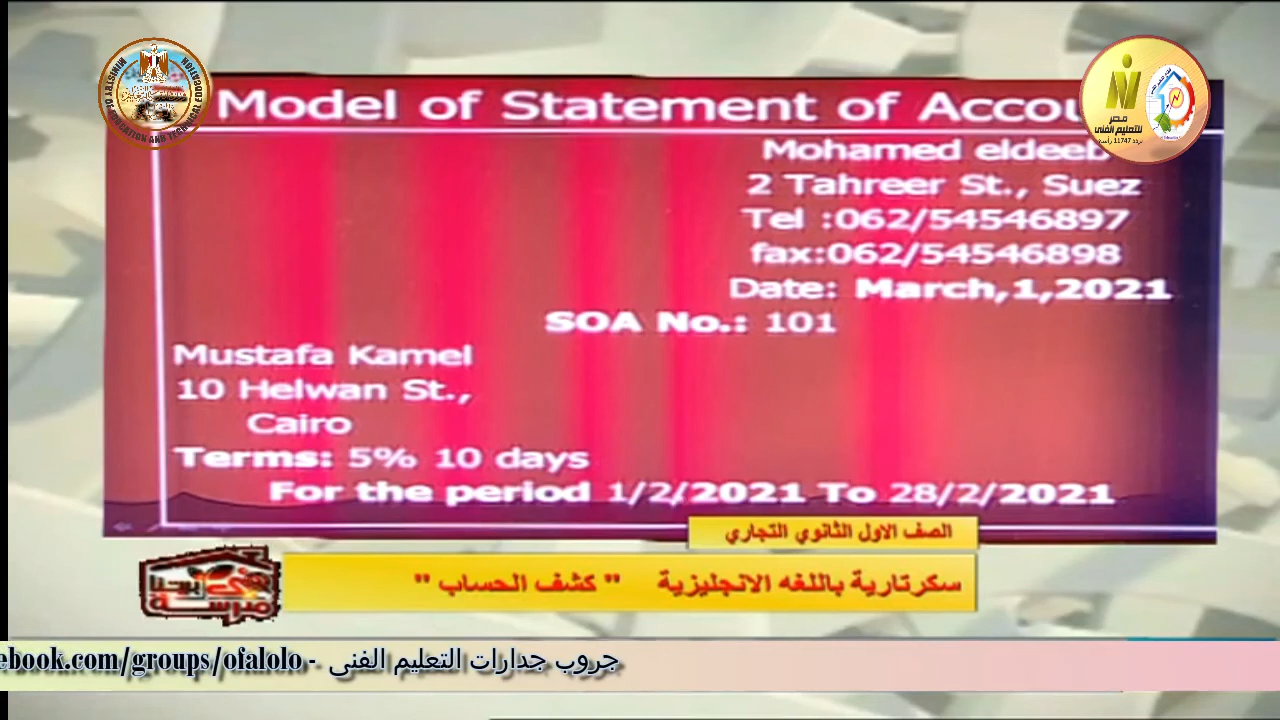 Model of Statement of Accou
Mohamed eldeeb
2 Tahreer St., Suez
Tel :062/54546897
fax:062/54546898
Date: March,1,2021
SOA No.: 101
Mustafa Kamel
10 Helwan St.,
Cairo
Terms: 5% 10 days
For the period 1/2/2021 To 28/2/2021
الصف الاول الثانوي التجاري
سكرتارية باللغه الانجليزية " كشف الحساب "
جروب جدارات التعليم الفنى - ebook.com/groups/ofalolo
مصر
للتعليم الفنى